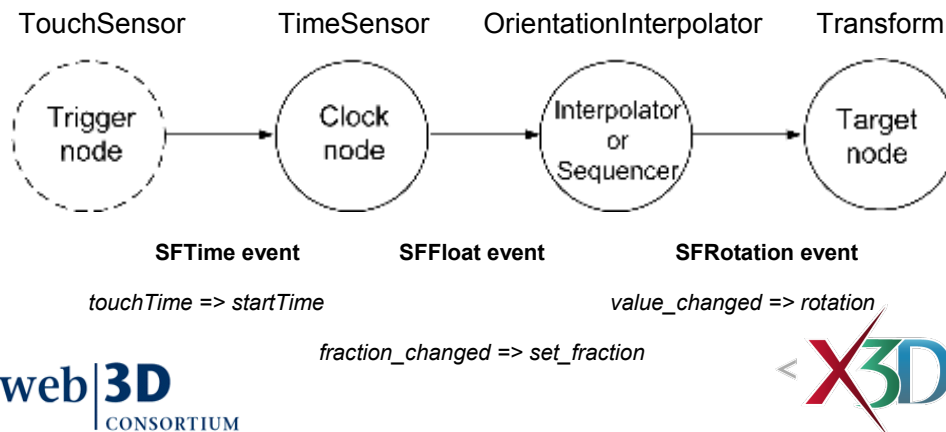 TouchSensor TimeSensor OrientationInterpolator Transform
Trigger node
Clock node
Interpolator or Sequencer
Target node
SFTime event SFFloat event SFRotation event
touchTime => startTime value_changed => rotation
fraction_changed => set_fraction
web|3D
CONSORTIUM
< X3D